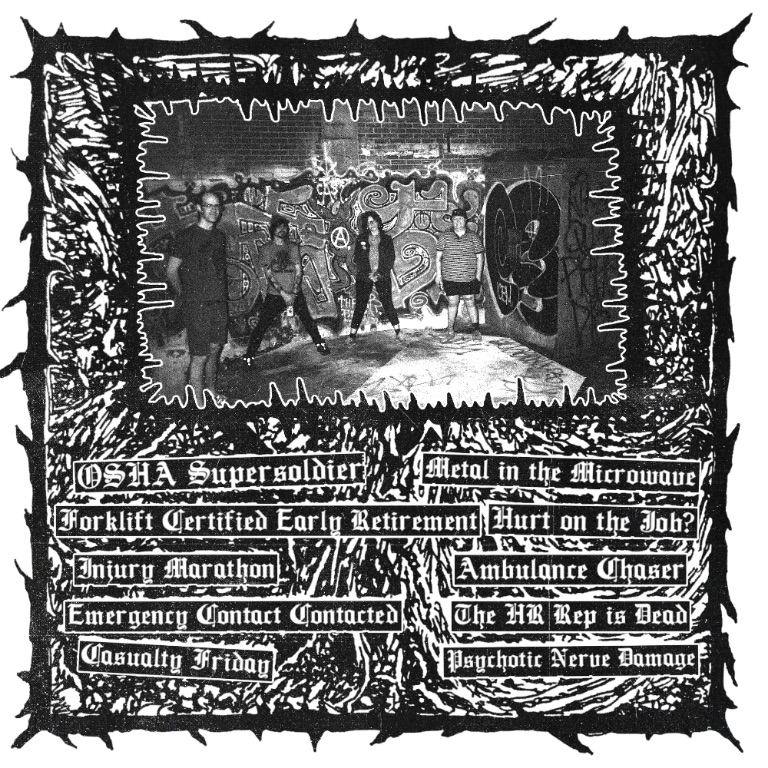 OSHA Supersoldier
Metal in the Microwave
Forklift Certified Early Retirement
Hurt on the Job?
Injury Marathon
Ambulance Chaser
Emergency Contact Contacted
The HR Rep is Dead
Casualty Friday
Psychotic Nerve Damage